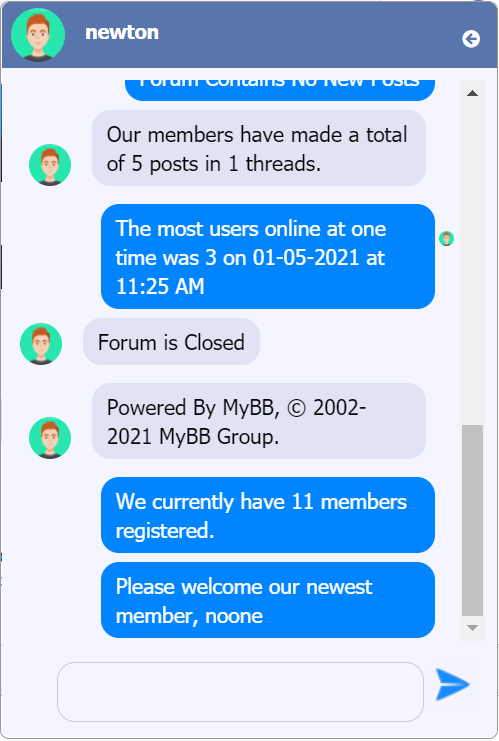 newton
Forum Contains No New Posts
Our members have made a total
of 5 posts in 1 threads.
The most users online at one
time was 3 on 01-05-2021 at
11:25 AM
Forum is Closed
Powered By MyBB, © 2002-
2021 MyBB Group.
We currently have 11 members
registered.
Please welcome our newest
member, noone